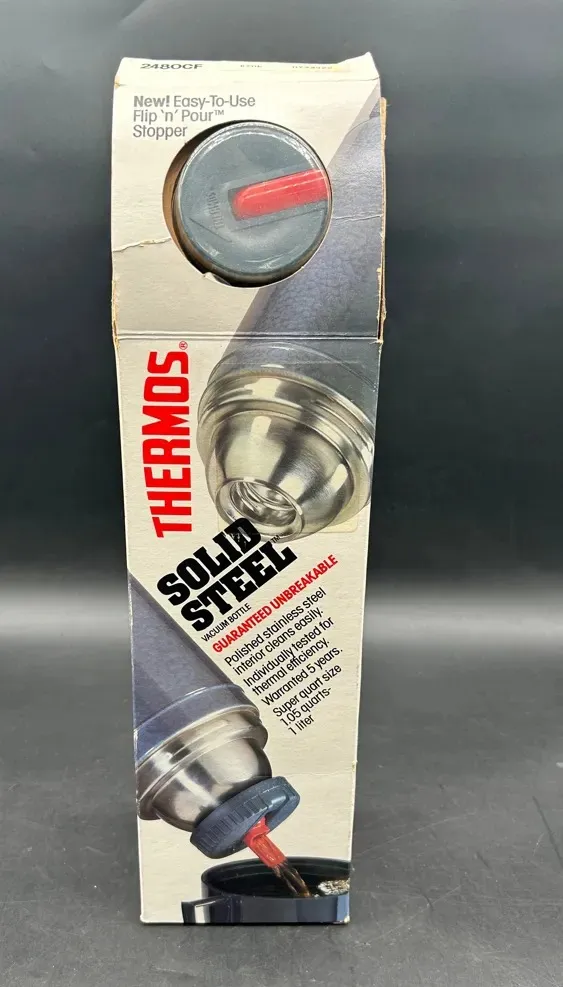 2480CF
New! Easy-To-Use
Flip 'n' Pour™
Stopper
THERMOS®
SOLID
STEEL™
VACUUM BOTTLE
GUARANTEED UNBREAKABLE
Polished stainless steel
interior cleans easily.
Individually tested for
thermal efficiency.
Warranted 5 years.
Super quart size
1.05 quarts-
1 liter